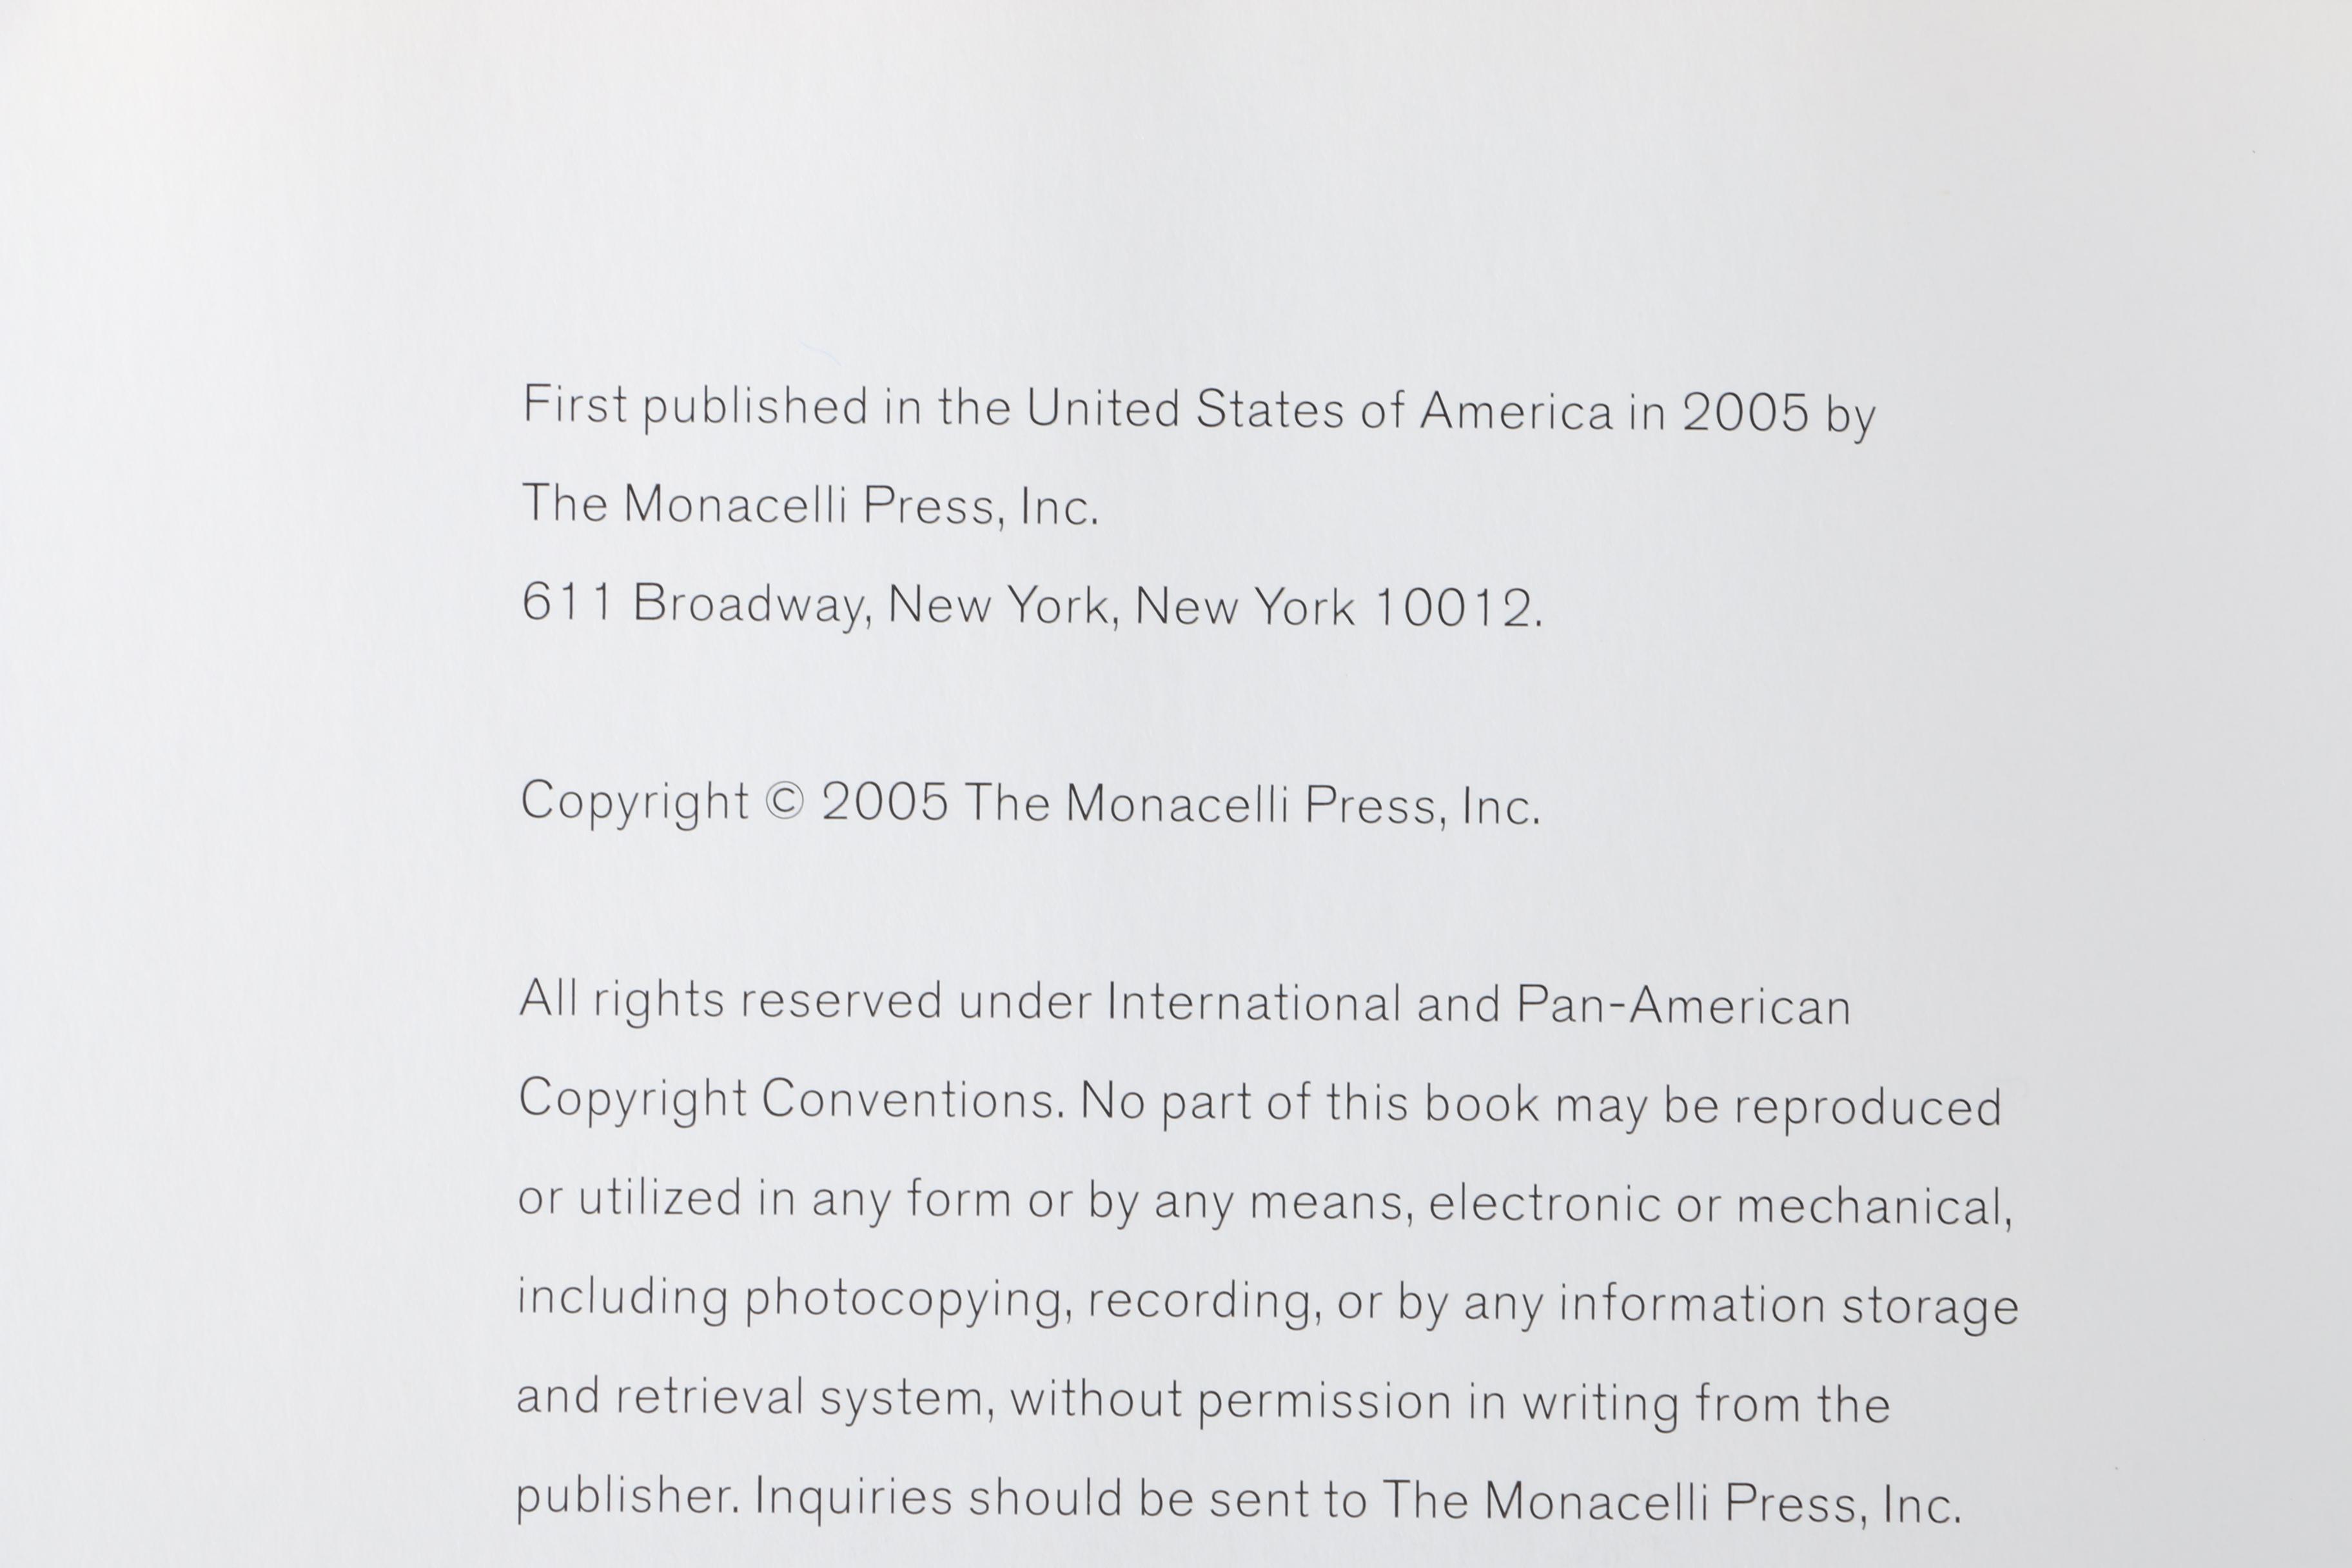 First published in the United States of America in 2005 by
The Monacelli Press, Inc.
611 Broadway, New York, New York 10012.
Copyright © 2005 The Monacelli Press, Inc.
All rights reserved under International and Pan-American
Copyright Conventions. No part of this book may be reproduced
or utilized in any form or by any means, electronic or mechanical,
including photocopying, recording, or by any information storage
and retrieval system, without permission in writing from the
publisher. Inquiries should be sent to The Monacelli Press, Inc.